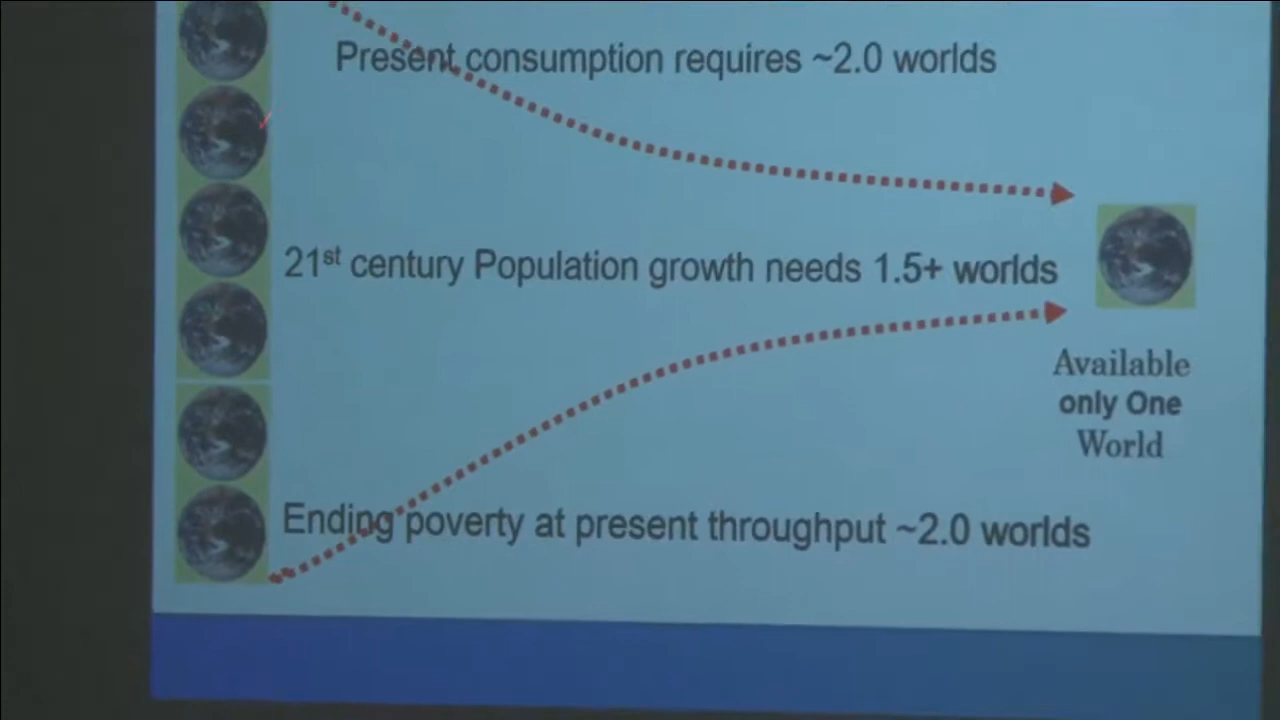 Present consumption requires ~2.0 worlds
21st century Population growth needs 1.5+ worlds
Available
only One
World
Ending poverty at present throughput ~2.0 worlds